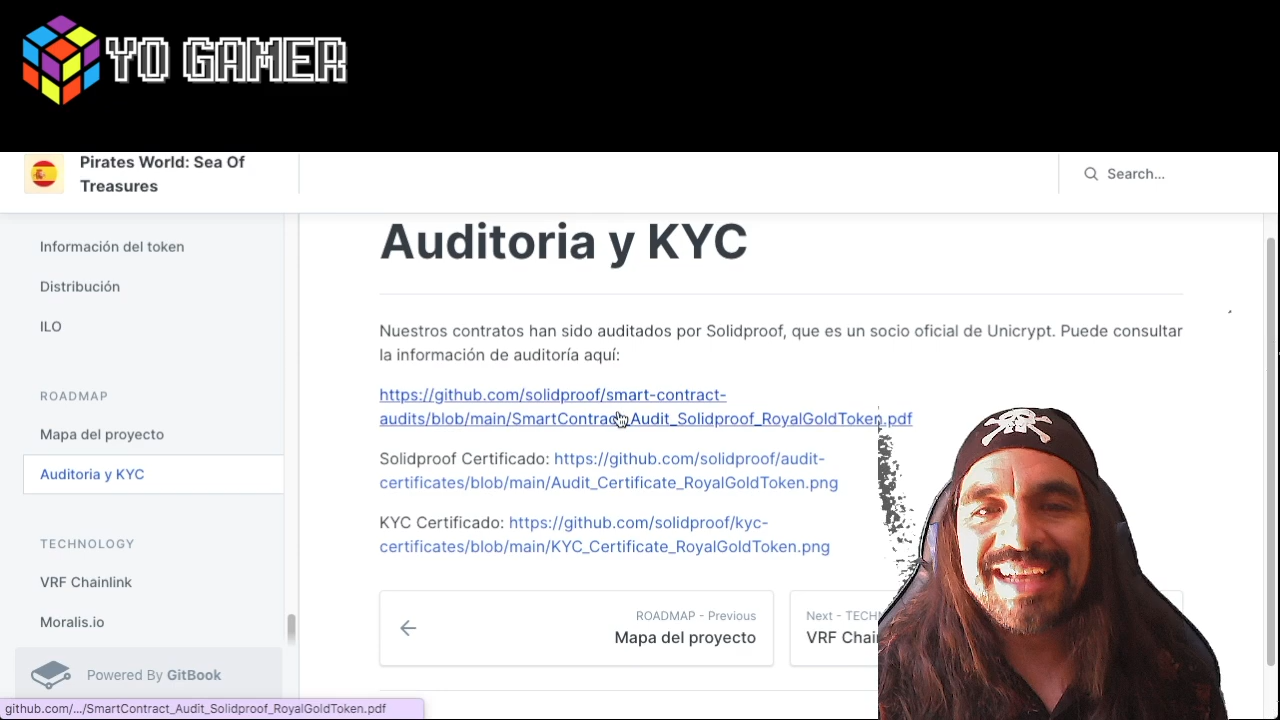 YO GAMER
Pirates World: Sea Of
Treasures
Search...
Información del token
Distribución
ILO
ROADMAP
Mapa del proyecto
Auditoria y KYC
TECHNOLOGY
VRF Chainlink
Moralis.io
Powered By GitBook
github.com/.../SmartContract_Audit_Solidproof_RoyalGoldToken.pdf
Auditoria y KYC
Nuestros contratos han sido auditados por Solidproof, que es un socio oficial de Unicrypt. Puede consultar
la información de auditoría aquí:
https://github.com/solidproof/smart-contract-
audits/blob/main/SmartContract_Audit_Solidproof_RoyalGoldToken.pdf
Solidproof Certificado: https://github.com/solidproof/audit-
certificates/blob/main/Audit_Certificate_RoyalGoldToken.png
KYC Certificado: https://github.com/solidproof/kyc-
certificates/blob/main/KYC_Certificate_RoyalGoldToken.png
ROADMAP - Previous
Mapa del proyecto
Next - TECHN
VRF Chai